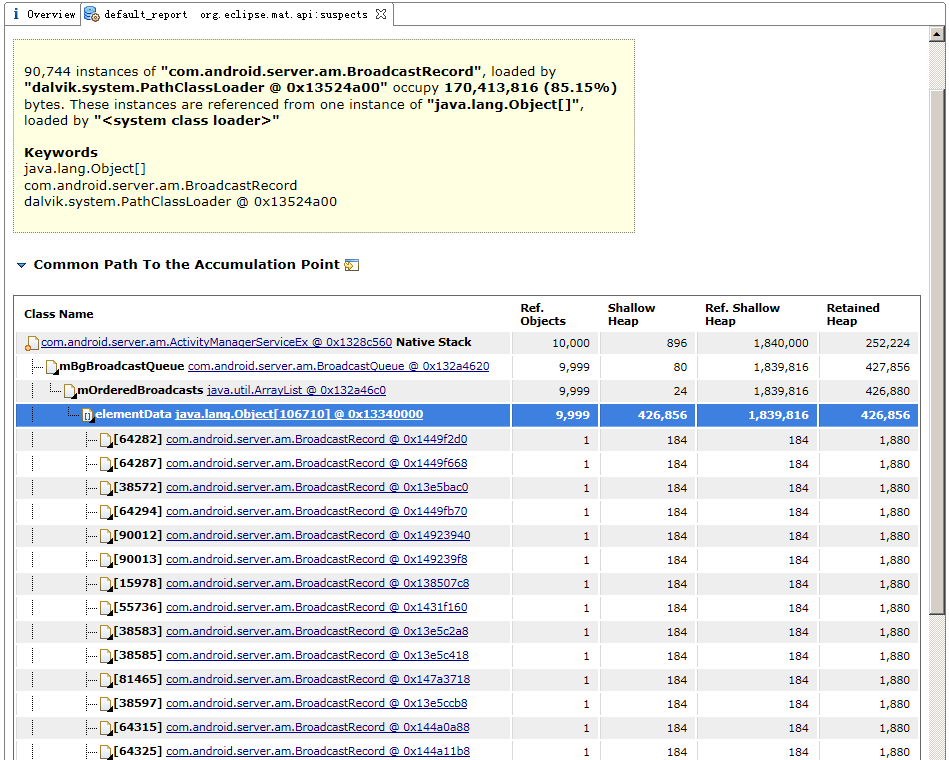 Overview
default_report org.eclipse.mat.api:suspects
90,744 instances of "com.android.server.am.BroadcastRecord", loaded by
"dalvik.system.PathClassLoader @ 0x13524a00" occupy 170,413,816 (85.15%)
bytes. These instances are referenced from one instance of "java.lang.Object[]",
loaded by "<system class loader>"
Keywords
java.lang.Object[]
com.android.server.am.BroadcastRecord
dalvik.system.PathClassLoader @ 0x13524a00
Common Path To the Accumulation Point
Class Name Ref. Objects Shallow Heap Ref. Shallow Heap Retained Heap
com.android.server.am.ActivityManagerServiceEx @ 0x1328c560 Native Stack 10,000 896 1,840,000 252,224
mBgBroadcastQueue com.android.server.am.BroadcastQueue @ 0x132a4620 9,999 80 1,839,816 427,856
mOrderedBroadcasts java.util.ArrayList @ 0x132a46c0 9,999 24 1,839,816 426,880
elementData java.lang.Object[106710] @ 0x13340000 9,999 426,856 1,839,816 426,856
[64282] com.android.server.am.BroadcastRecord @ 0x1449f2d0 1 184 184 1,880
[64287] com.android.server.am.BroadcastRecord @ 0x1449f668 1 184 184 1,880
[38572] com.android.server.am.BroadcastRecord @ 0x13e5bac0 1 184 184 1,880
[64294] com.android.server.am.BroadcastRecord @ 0x1449fb70 1 184 184 1,880
[90012] com.android.server.am.BroadcastRecord @ 0x14923940 1 184 184 1,880
[90013] com.android.server.am.BroadcastRecord @ 0x149239f8 1 184 184 1,880
[15978] com.android.server.am.BroadcastRecord @ 0x138507c8 1 184 184 1,880
[55736] com.android.server.am.BroadcastRecord @ 0x1431f160 1 184 184 1,880
[38583] com.android.server.am.BroadcastRecord @ 0x13e5c2a8 1 184 184 1,880
[38585] com.android.server.am.BroadcastRecord @ 0x13e5c418 1 184 184 1,880
[81465] com.android.server.am.BroadcastRecord @ 0x147a3718 1 184 184 1,880
[38597] com.android.server.am.BroadcastRecord @ 0x13e5ccb8 1 184 184 1,880
[64315] com.android.server.am.BroadcastRecord @ 0x144a0a88 1 184 184 1,880
[64325] com.android.server.am.BroadcastRecord @ 0x144a11b8 1 184 184 1,880